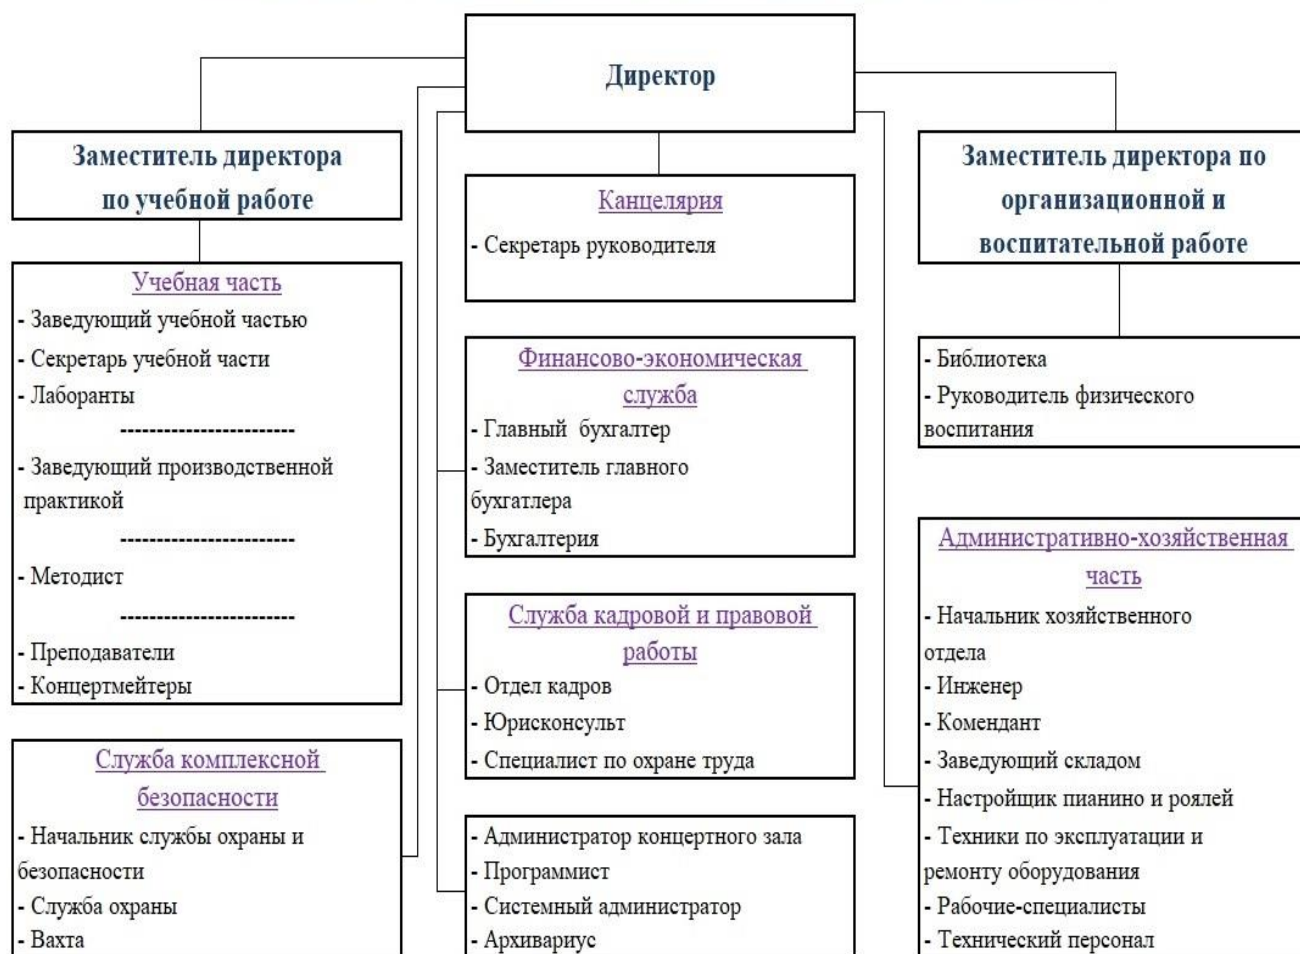 Директор
Заместитель директора
по учебной работе
Учебная часть
- Заведующий учебной частью
- Секретарь учебной части
- Лаборанты
------------------------
- Заведующий производственной
практикой
------------------------
- Методист
------------------------
- Преподаватели
- Концертмейтеры
Служба комплексной
безопасности
- Начальник службы охраны и
безопасности
- Служба охраны
- Вахта
Канцелярия
- Секретарь руководителя
Финансово-экономическая
служба
- Главный бухгалтер
- Заместитель главного
бухгатлера
- Бухгалтерия
Служба кадровой и правовой
работы
- Отдел кадров
- Юрисконсульт
- Специалист по охране труда
- Администратор концертного зала
- Программист
- Системный администратор
- Архивариус
Заместитель директора по
организационной и
воспитательной работе
- Библиотека
- Руководитель физического
воспитания
Административно-хозяйственная
часть
- Начальник хозяйственного
отдела
- Инженер
- Комендант
- Заведующий складом
- Настройщик пианино и роялей
- Техники по эксплуатации и
ремонту оборудования
- Рабочие-специалисты
- Технический персонал